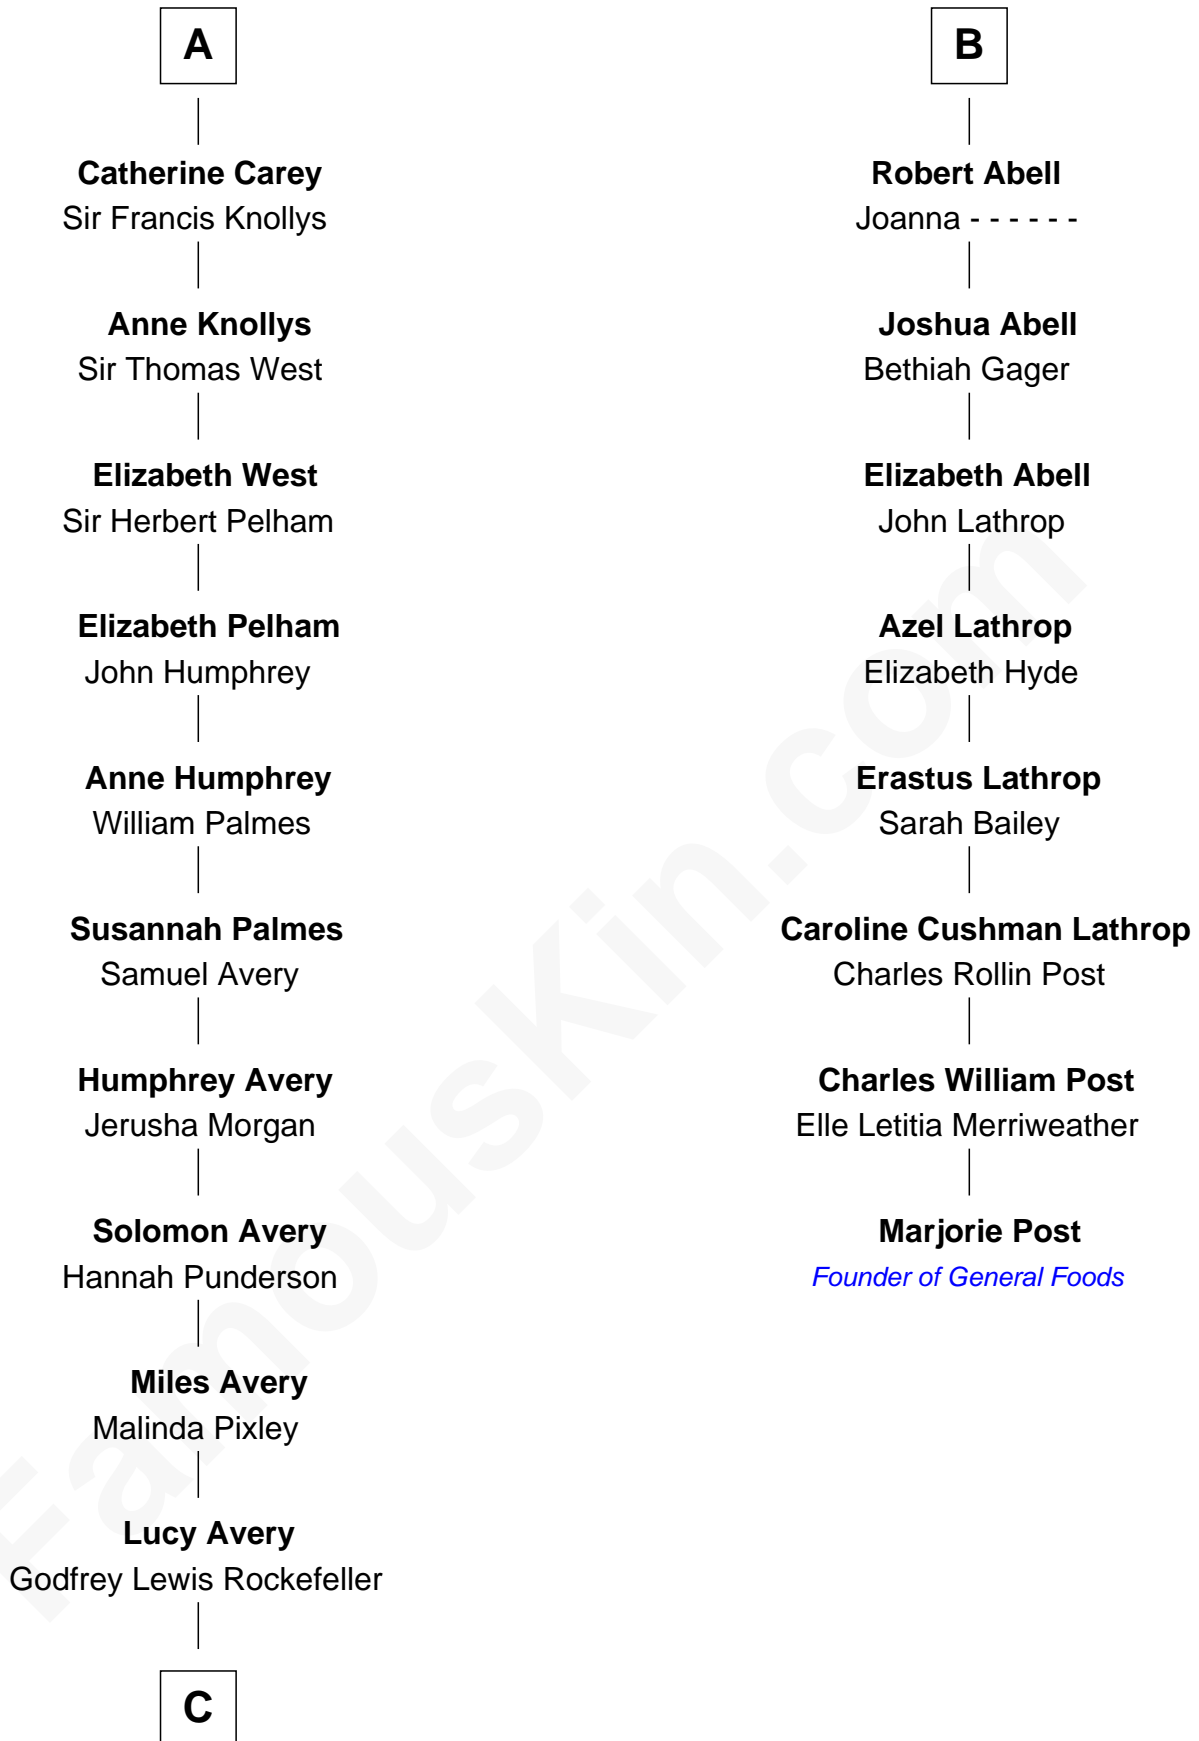 A
Catherine Carey
Sir Francis Knollys
Anne Knollys
Sir Thomas West
Elizabeth West
Sir Herbert Pelham
Elizabeth Pelham
John Humphrey
Anne Humphrey
William Palmes
Susannah Palmes
Samuel Avery
Humphrey Avery
Jerusha Morgan
Solomon Avery
Hannah Punderson
Miles Avery
Malinda Pixley
Lucy Avery
Godfrey Lewis Rockefeller
C
B
Robert Abell
Joanna - - - - - -
Joshua Abell
Bethiah Gager
Elizabeth Abell
John Lathrop
Azel Lathrop
Elizabeth Hyde
Erastus Lathrop
Sarah Bailey
Caroline Cushman Lathrop
Charles Rollin Post
Charles William Post
Elle Letitia Merriweather
Marjorie Post
Founder of General Foods
FamousKin.com